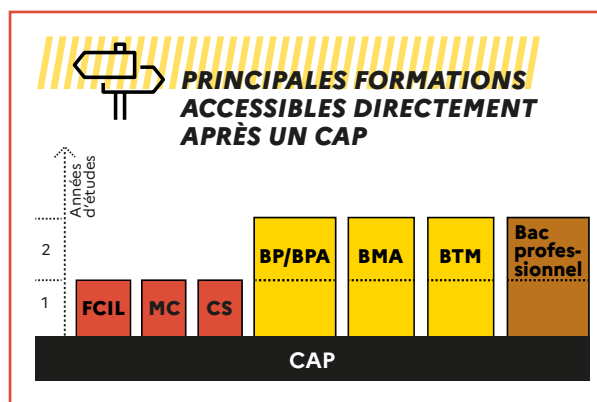 PRINCIPALES FORMATIONS
ACCESSIBLES DIRECTEMENT
APRÈS UN CAP
Années
d'études
2
1
FCIL
MC
CS
BP/BPA
BMA
BTM
Bac
profes-
sionnel
CAP